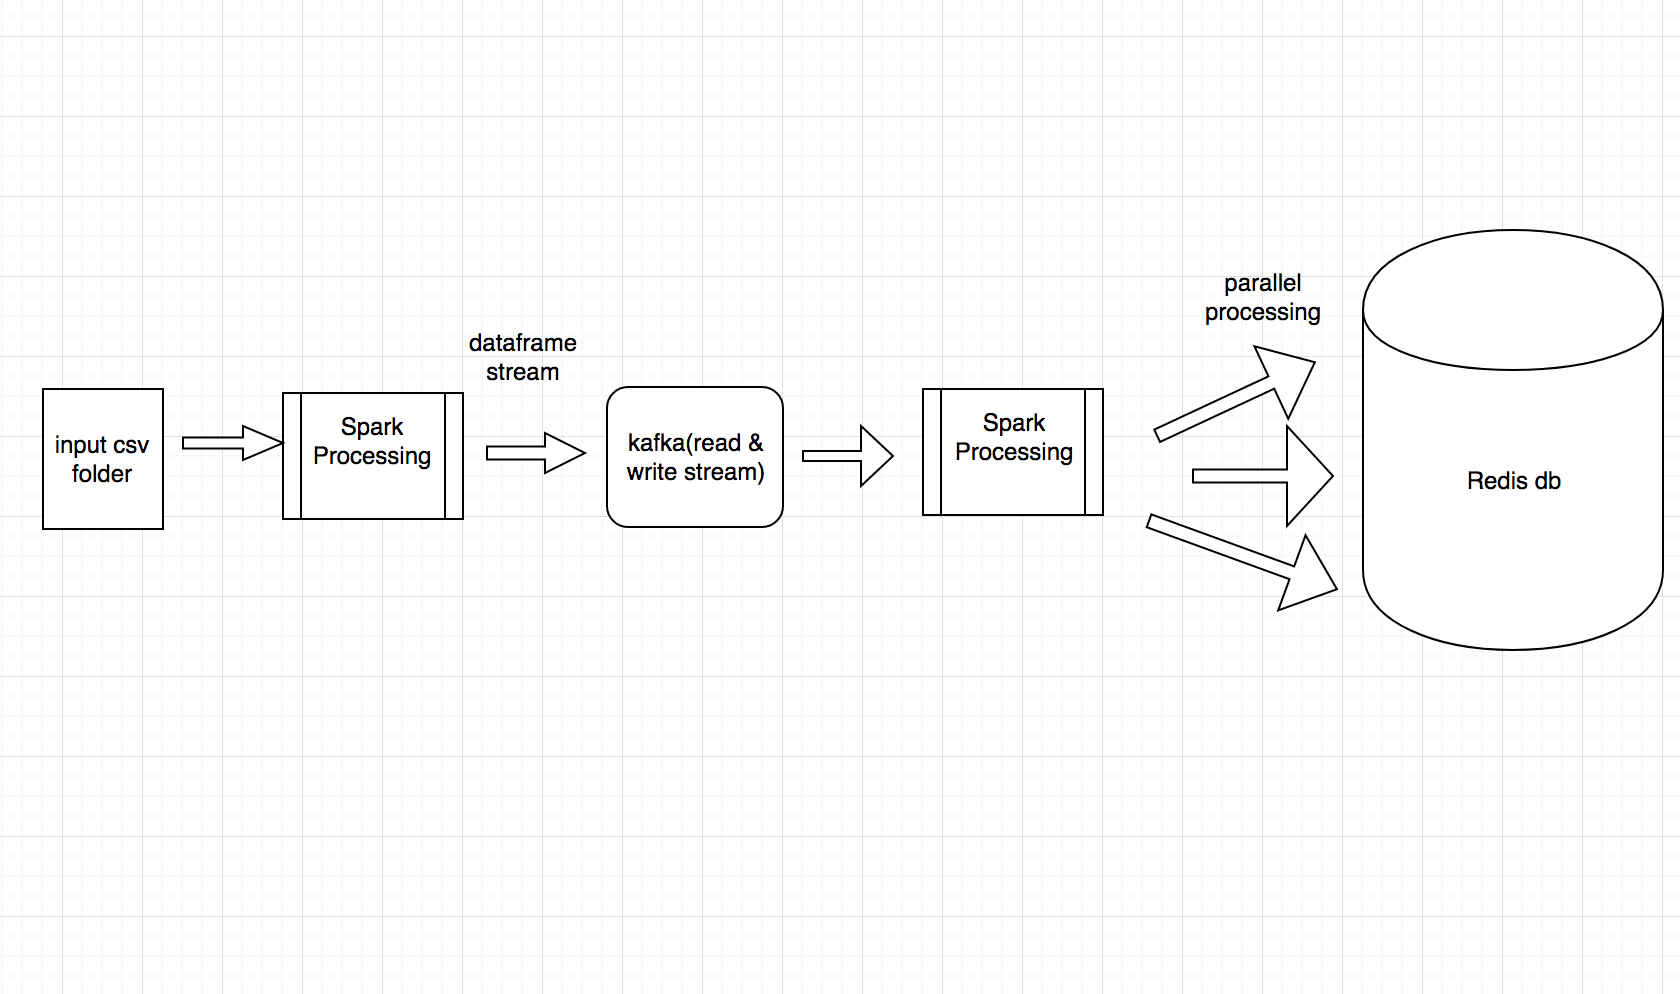 input csv
folder
Spark
Processing
dataframe
stream
kafka(read &
write stream)
Spark
Processing
parallel
processing
Redis db